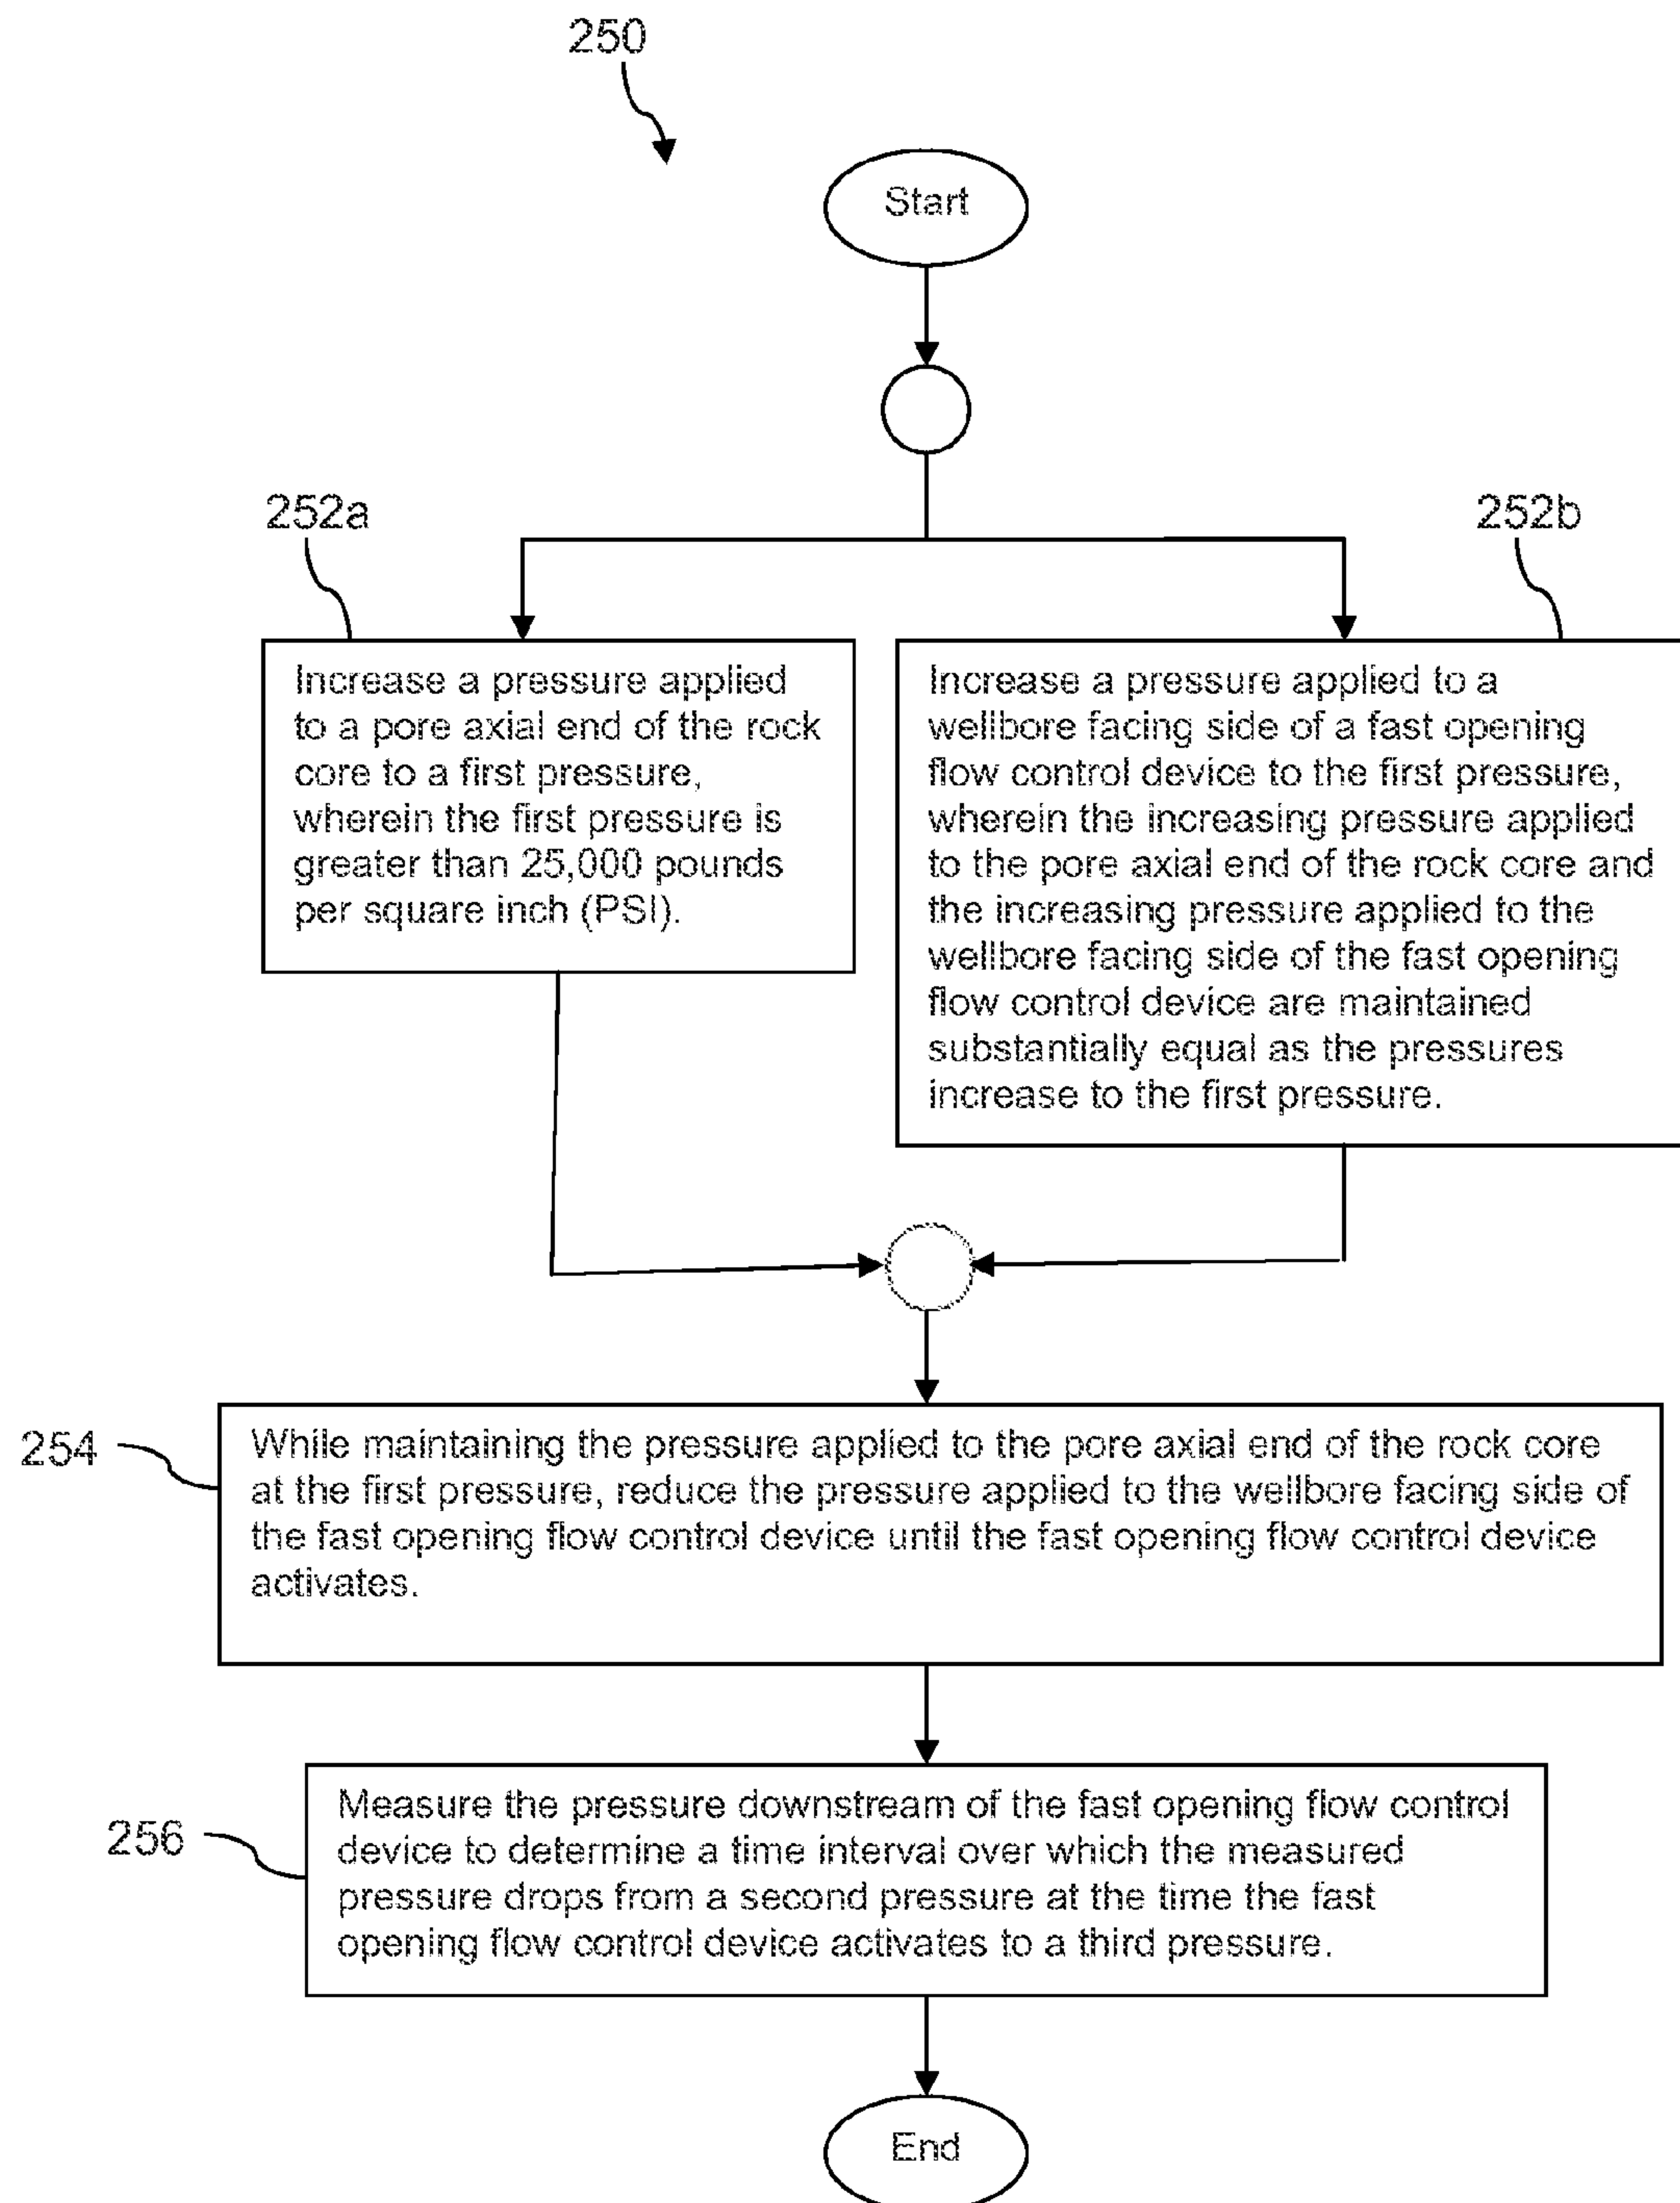 250
Start
252a
252b
Increase a pressure applied
to a pore axial end of the rock
core to a first pressure,
wherein the first pressure is
greater than 25,000 pounds
per square inch (PSI).
Increase a pressure applied to a
wellbore facing side of a fast opening
flow control device to the first pressure,
wherein the increasing pressure applied
to the pore axial end of the rock core and
the increasing pressure applied to the
wellbore facing side of the fast opening
flow control device are maintained
substantially equal as the pressures
increase to the first pressure.
254
While maintaining the pressure applied to the pore axial end of the rock core
at the first pressure, reduce the pressure applied to the wellbore facing side of
the fast opening flow control device until the fast opening flow control device
activates.
256
Measure the pressure downstream of the fast opening flow control
device to determine a time interval over which the measured
pressure drops from a second pressure at the time the fast
opening flow control device activates to a third pressure.
End